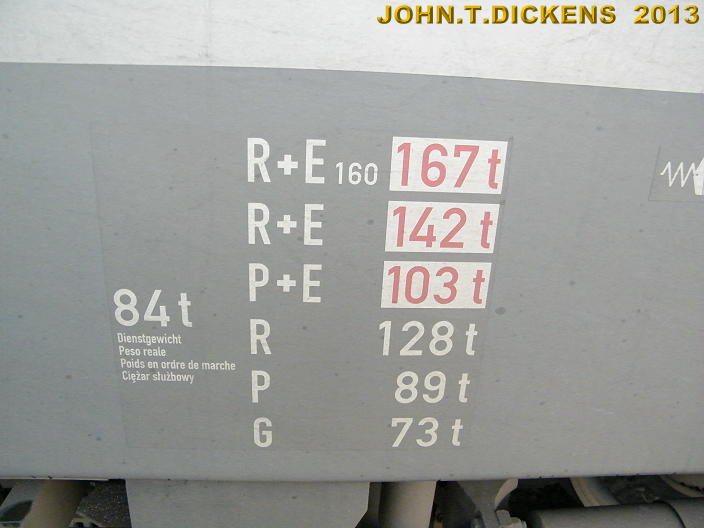 JOHN.T.DICKENS 2013
R+E 160 167 t
R+E 142 t
P+E 103 t
84 t
Dienstgewicht
Peso reale
Poids en ordre de marche
Ciężar służbowy
R 128 t
P 89 t
G 73 t